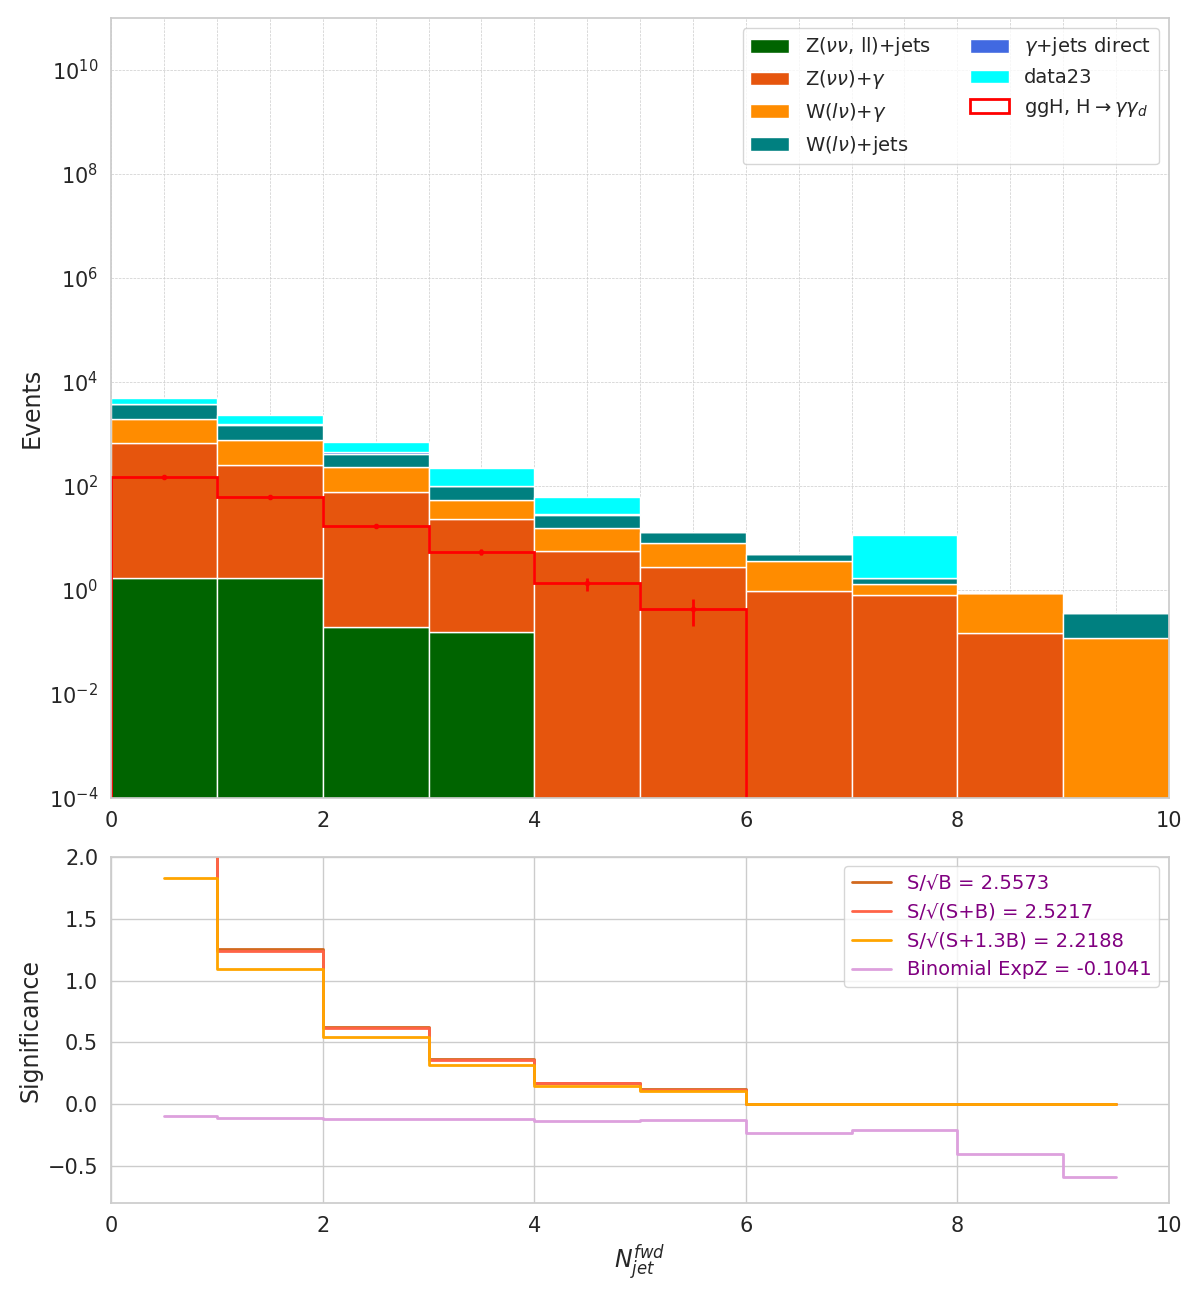 Z(νν, ll)+jets
Z(νν)+γ
W(lν)+γ
W(lν)+jets
γ+jets direct
data23
ggH, H→γγ_d
10^10
10^8
10^6
10^4
10^2
10^0
10^−2
10^−4
Events
0 2 4 6 8 10
S/√B = 2.5573
S/√(S+B) = 2.5217
S/√(S+1.3B) = 2.2188
Binomial ExpZ = -0.1041
2.0
1.5
1.0
0.5
0.0
−0.5
Significance
0 2 4 6 8 10
N_jet^fwd